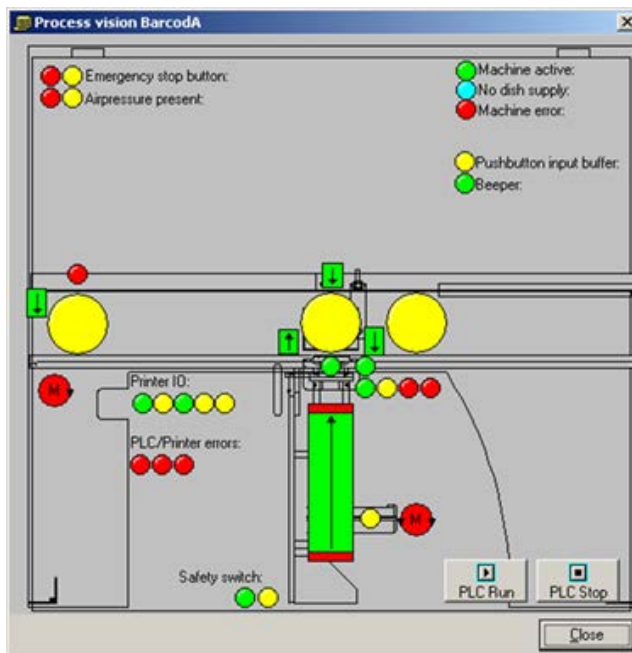 Process vision BarcodA
Emergency stop button:
Airpressure present:
Machine active:
No dish supply:
Machine error:
Pushbutton input buffer:
Beeper:
Printer IO:
M
PLC/Printer errors:
M
Safety switch:
PLC Run
PLC Stop
Close